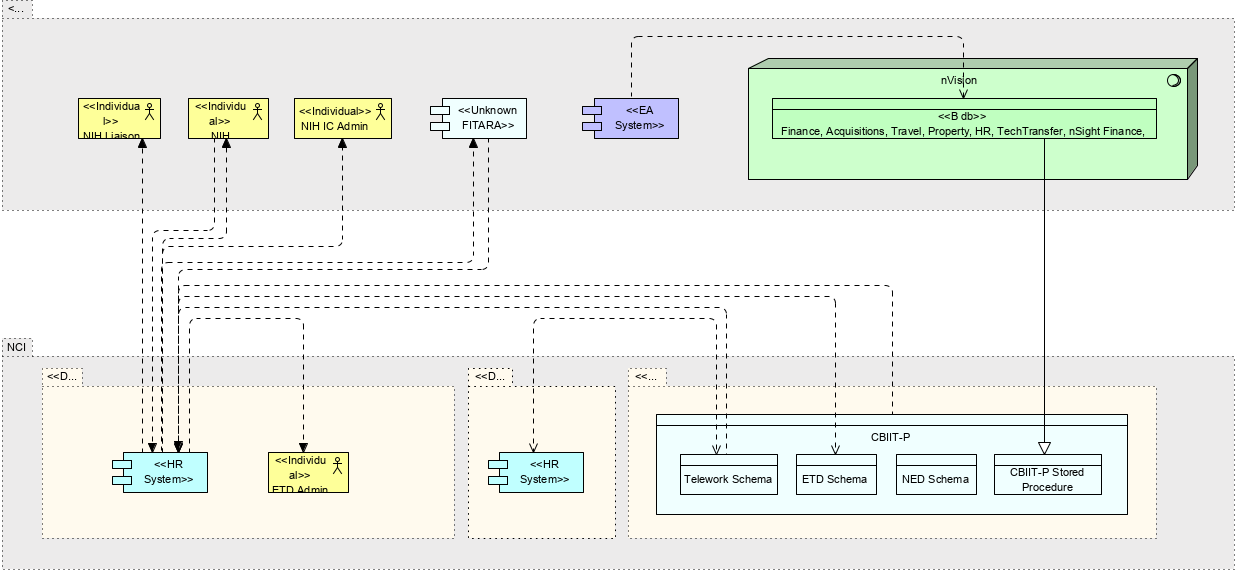 <...
<<Individua
l>>
NIH Liaison
<<Individu
al>>
NIH
<<Individual>>
NIH IC Admin
<<Unknown
FITARA>>
<<EA
System>>
nVision
<<B db>>
Finance, Acquisitions, Travel, Property, HR, TechTransfer, nSight Finance,
NCI
<<D...
<<HR
System>>
<<Individu
al>>
ETD Admin
<<D...
<<HR
System>>
<<...
CBIIT-P
Telework Schema
ETD Schema
NED Schema
CBIIT-P Stored
Procedure